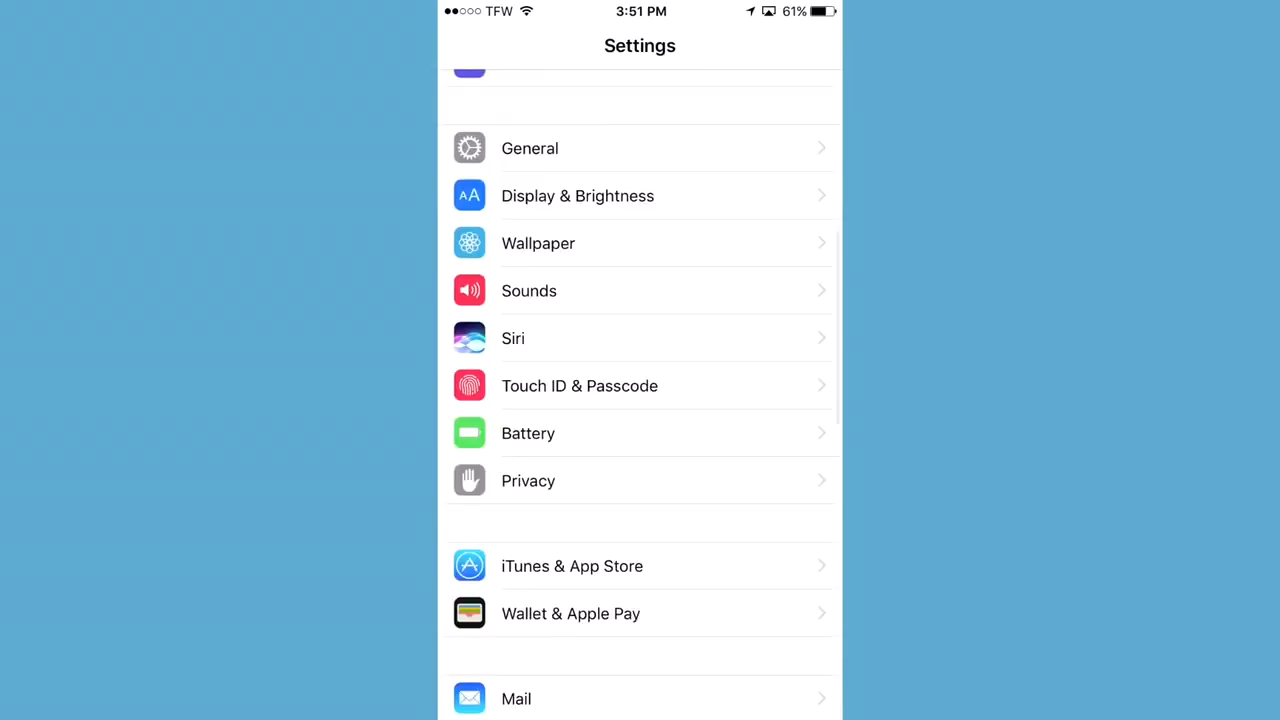 TFW 3:51 PM 61%
Settings
General
AA Display & Brightness
Wallpaper
Sounds
Siri
Touch ID & Passcode
Battery
Privacy
iTunes & App Store
Wallet & Apple Pay
Mail